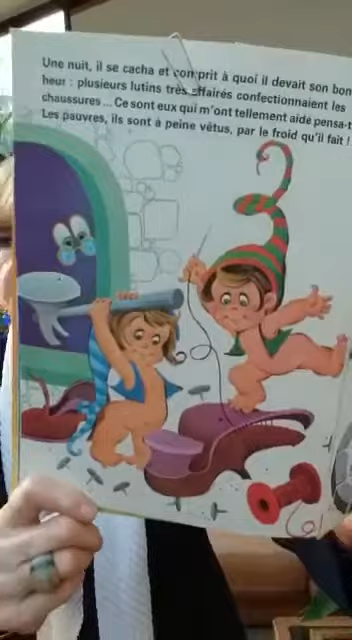 Une nuit, il se cacha et comprit à quoi il devait son bon
heur : plusieurs lutins très affairés confectionnaient les
chaussures ... Ce sont eux qui m'ont tellement aidé pensa-t
Les pauvres, ils sont à peine vêtus, par le froid qu'il fait !